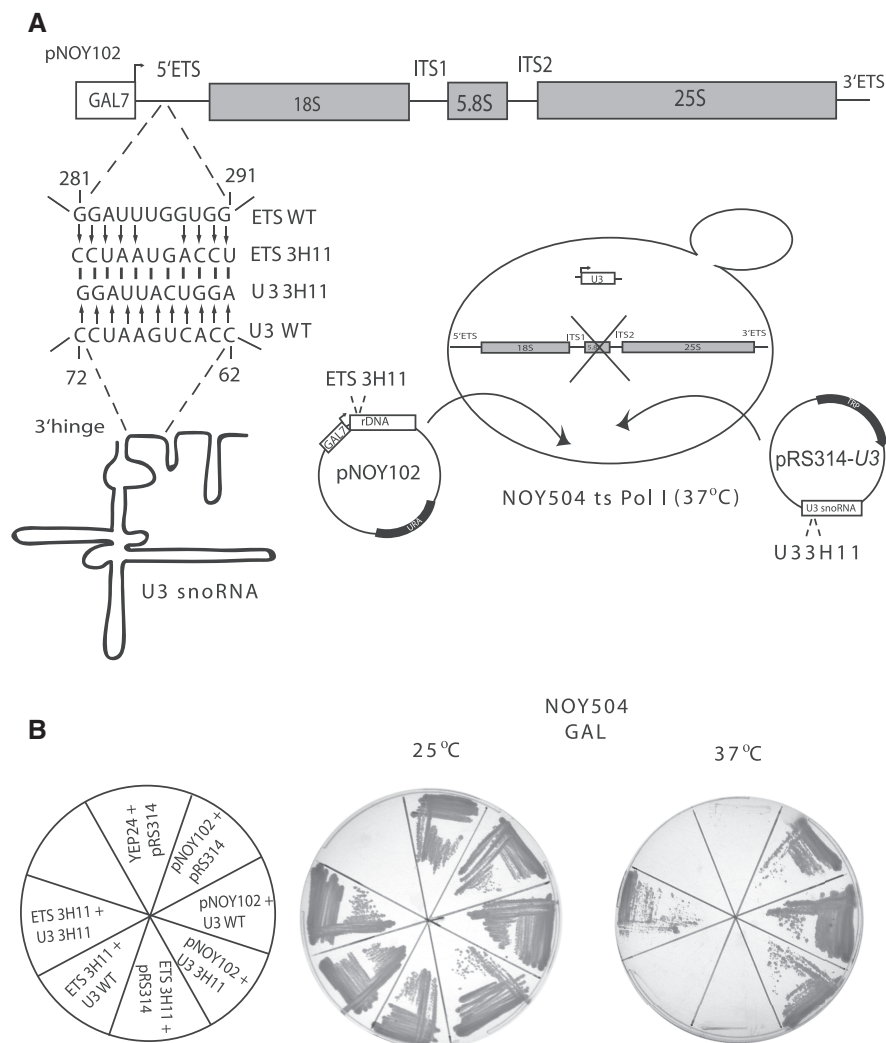 A
pNOY102
GAL7
5'ETS
18S
ITS1
5.8S
ITS2
25S
3'ETS
281
291
GGAUUUGGUGG
ETS WT
CCUAAUGACCU
ETS 3H11
GGAUUACUGGA
U3 3H11
CCUAAGUCACC
U3 WT
72
62
3'hinge
U3 snoRNA
U3
5'ETS
18S
ITS1
5.8S
ITS2
25S
3'ETS
ETS 3H11
GAL7
rDNA
pNOY102
URA
NOY504 ts Pol I (37°C)
TRP
pRS314-U3
U3 snoRNA
U33H11
B
NOY504
GAL
25°C
37°C
YEP24 +
pRS314
pNOY102 +
pRS314
pNOY102 +
U3 WT
pNOY102 +
U3 3H11
ETS 3H11 +
pRS314
ETS 3H11 +
U3 WT
ETS 3H11 +
U3 3H11